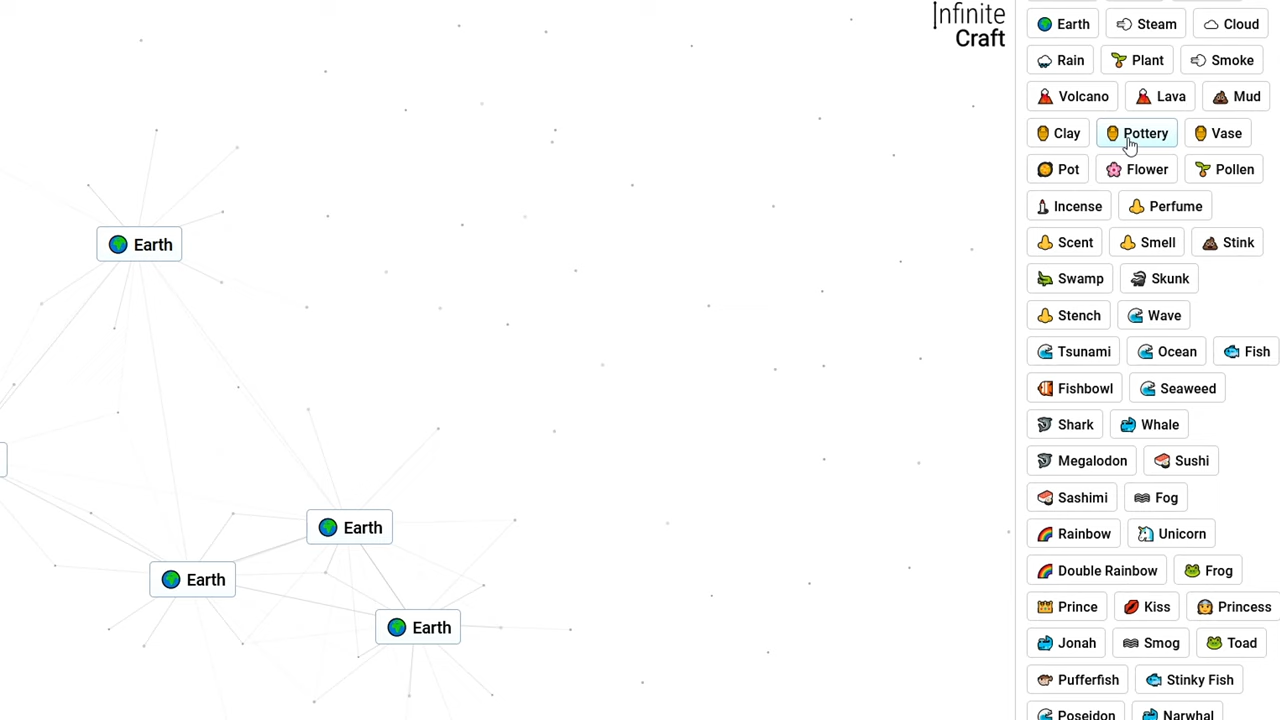 Infinite
Craft
Earth Steam Cloud
Rain Plant Smoke
Volcano Lava Mud
Clay Pottery Vase
Pot Flower Pollen
Incense Perfume
Scent Smell Stink
Swamp Skunk
Stench Wave
Tsunami Ocean Fish
Fishbowl Seaweed
Shark Whale
Megalodon Sushi
Sashimi Fog
Rainbow Unicorn
Double Rainbow Frog
Prince Kiss Princess
Jonah Smog Toad
Pufferfish Stinky Fish
Poseidon Narwhal
Earth
Earth
Earth
Earth